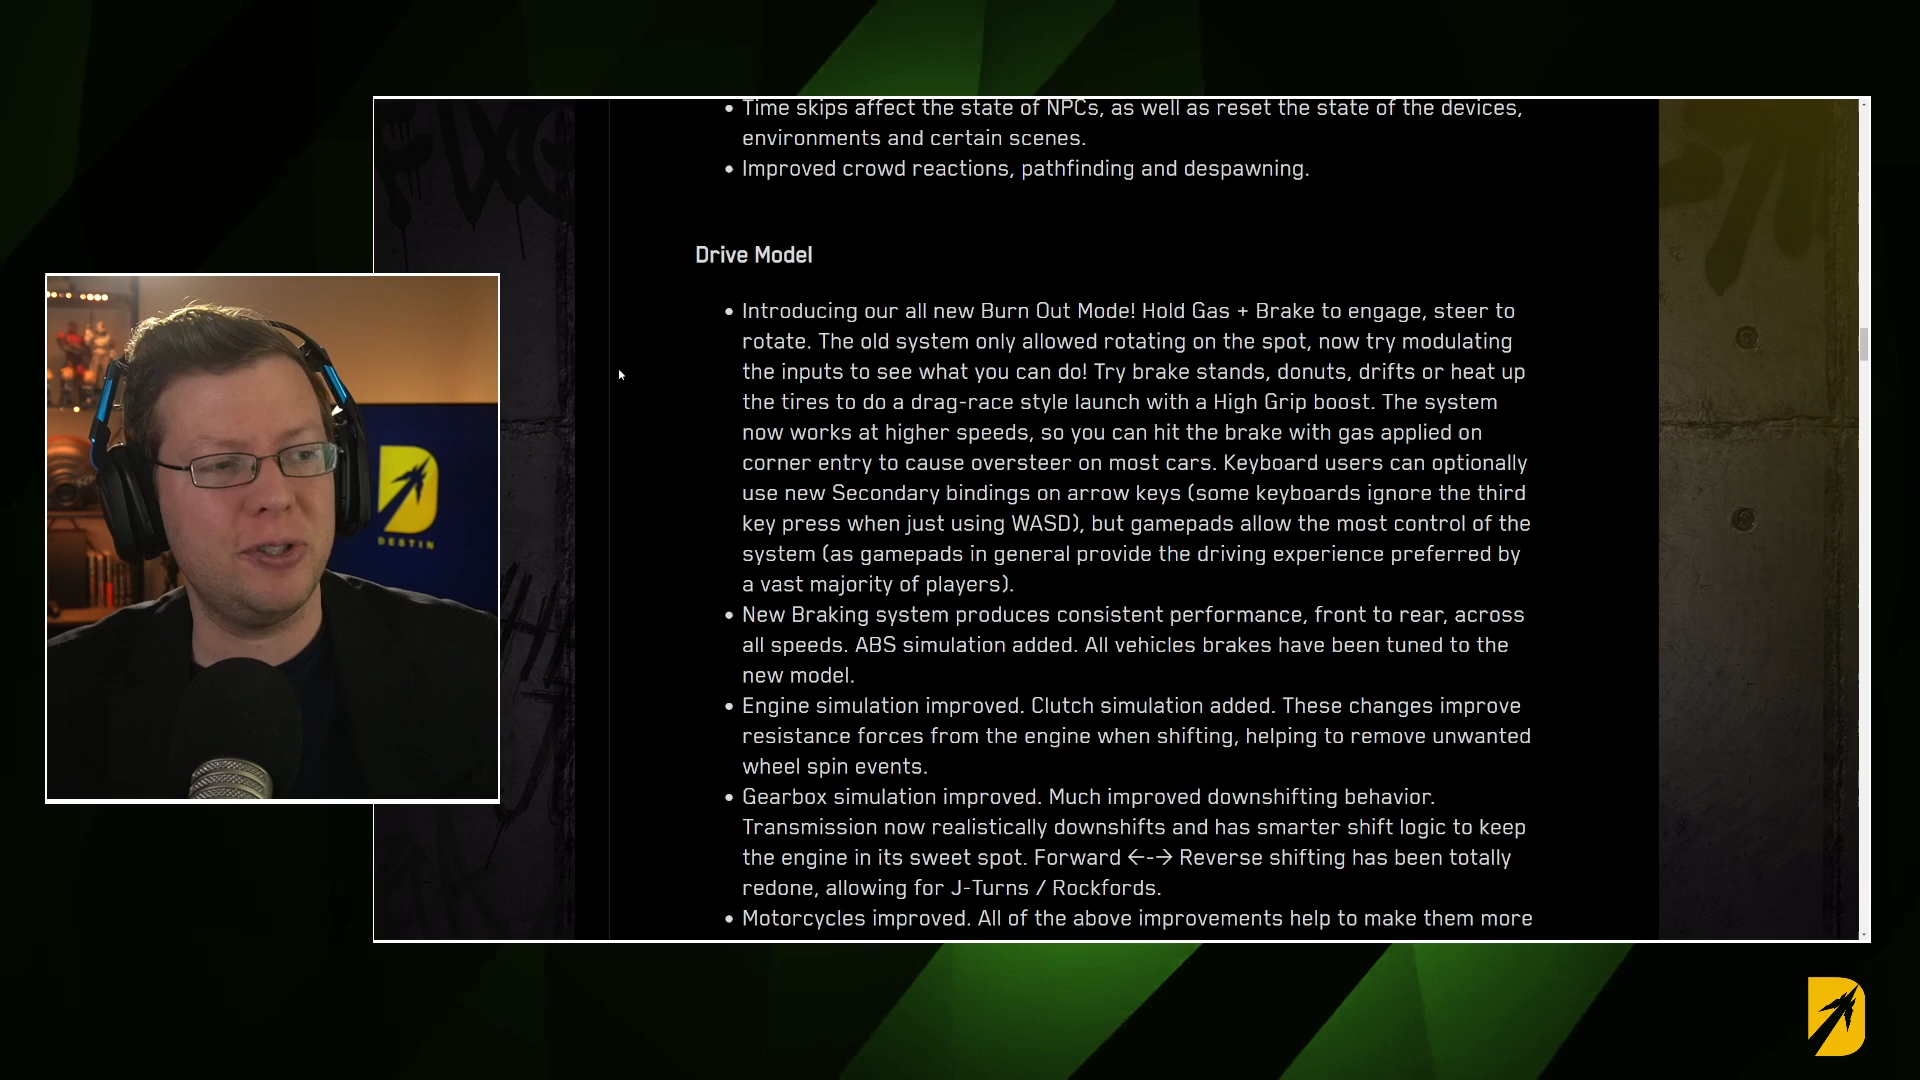 • Time skips affect the state of NPCs, as well as reset the state of the devices,
environments and certain scenes.
• Improved crowd reactions, pathfinding and despawning.
Drive Model
• Introducing our all new Burn Out Mode! Hold Gas + Brake to engage, steer to
rotate. The old system only allowed rotating on the spot, now try modulating
the inputs to see what you can do! Try brake stands, donuts, drifts or heat up
the tires to do a drag-race style launch with a High Grip boost. The system
now works at higher speeds, so you can hit the brake with gas applied on
corner entry to cause oversteer on most cars. Keyboard users can optionally
use new Secondary bindings on arrow keys (some keyboards ignore the third
key press when just using WASD), but gamepads allow the most control of the
system (as gamepads in general provide the driving experience preferred by
a vast majority of players).
• New Braking system produces consistent performance, front to rear, across
all speeds. ABS simulation added. All vehicles brakes have been tuned to the
new model.
• Engine simulation improved. Clutch simulation added. These changes improve
resistance forces from the engine when shifting, helping to remove unwanted
wheel spin events.
• Gearbox simulation improved. Much improved downshifting behavior.
Transmission now realistically downshifts and has smarter shift logic to keep
the engine in its sweet spot. Forward ←-→ Reverse shifting has been totally
redone, allowing for J-Turns / Rockfords.
• Motorcycles improved. All of the above improvements help to make them more
D
DESTIN
D